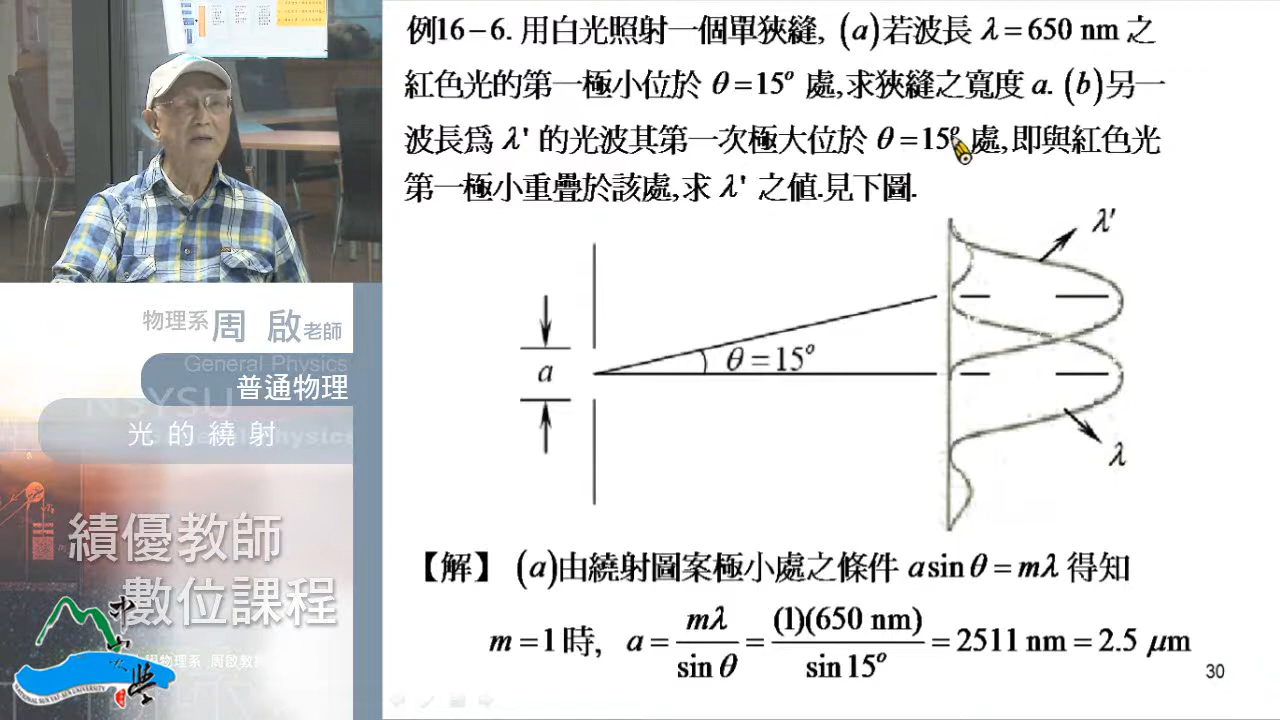 例16-6. 用白光照射一個單狹縫, (a)若波長 λ = 650 nm 之
紅色光的第一極小位於 θ = 15° 處,求狹縫之寬度 a. (b)另一
波長爲 λ' 的光波其第一次極大位於 θ = 15° 處,即與紅色光
第一極小重疊於該處,求 λ' 之值.見下圖.
λ'
θ = 15°
a
λ
【解】 (a)由繞射圖案極小處之條件 a sin θ = mλ 得知
m = 1 時, a = mλ / sin θ = (1)(650 nm) / sin 15° = 2511 nm = 2.5 μm
30
物理系 周 啟 老師
General Physics
普通物理
NSYSU
光 的 繞 射
績優教師
數位課程